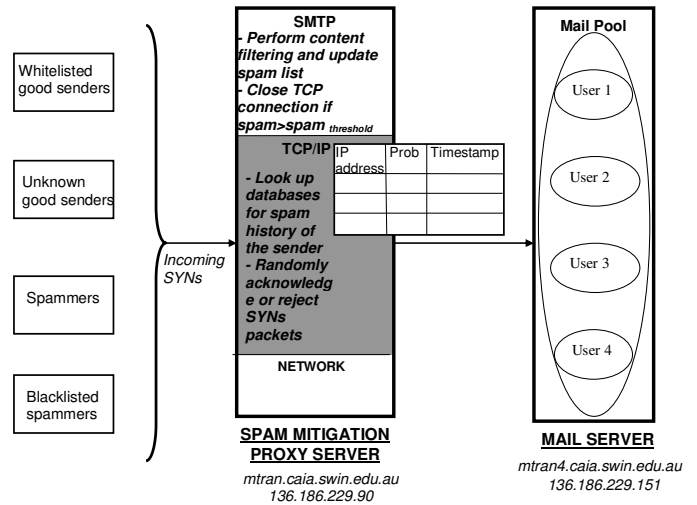 Whitelisted
good senders
Unknown
good senders
Spammers
Blacklisted
spammers
Incoming
SYNs
SMTP
- Perform content
filtering and update
spam list
- Close TCP
connection if
spam>spam threshold
TCP/IP
- Look up
databases
for spam
history of
the sender
- Randomly
acknowledg
e or reject
SYNs
packets
NETWORK
IP
address
Prob
Timestamp
SPAM MITIGATION
PROXY SERVER
mtran.caia.swin.edu.au
136.186.229.90
Mail Pool
User 1
User 2
User 3
User 4
MAIL SERVER
mtran4.caia.swin.edu.au
136.186.229.151